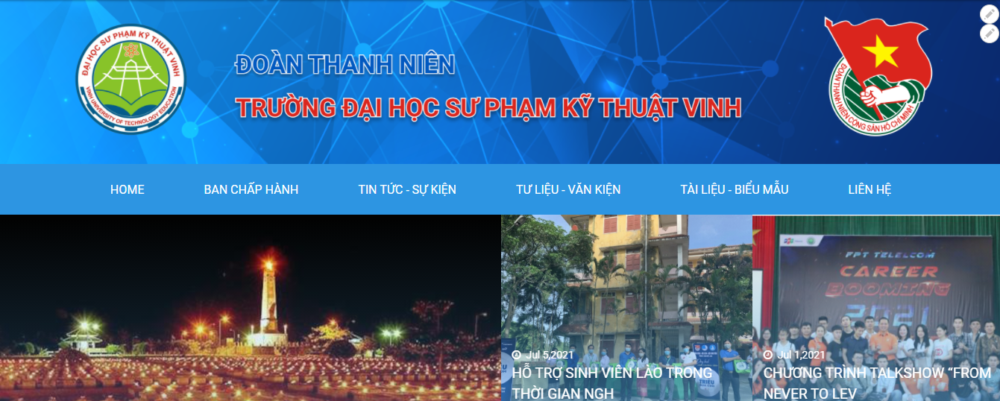 ĐẠI HỌC SƯ PHẠM KỸ THUẬT VINH
VINH UNIVERSITY OF TECHNOLOGY EDUCATION
ĐOÀN THANH NIÊN
TRƯỜNG ĐẠI HỌC SƯ PHẠM KỸ THUẬT VINH
ĐOÀN THANH NIÊN CỘNG SẢN HỒ CHÍ MINH
HOME
BAN CHẤP HÀNH
TIN TỨC - SỰ KIỆN
TƯ LIỆU - VĂN KIỆN
TÀI LIỆU - BIỂU MẪU
LIÊN HỆ
FPT TELELCOM
CAREER
BOOMING
2021
TRIỆU
Jul 5,2021
HỖ TRỢ SINH VIÊN LÀO TRONG
THỜI GIAN NGH
Jul 1,2021
CHƯƠNG TRÌNH TALKSHOW “FROM
NEVER TO LEV